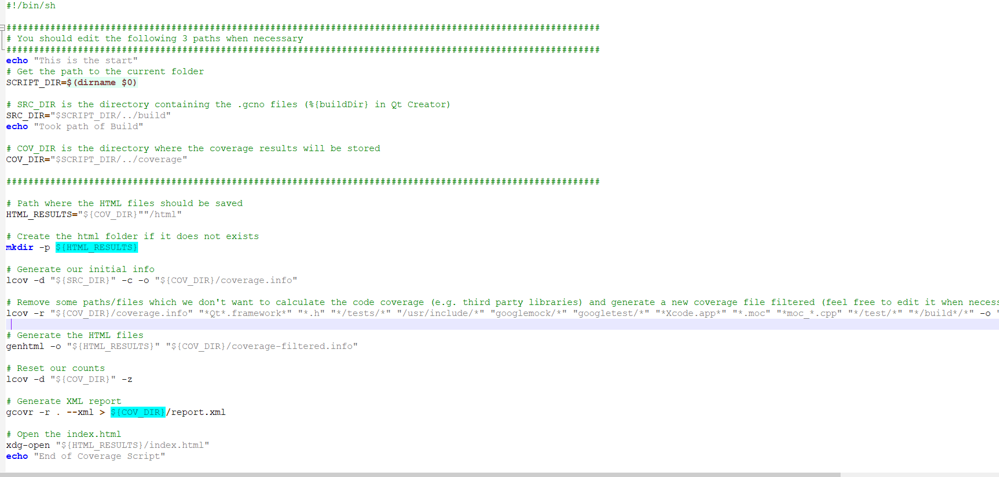 #!/bin/sh
############################################################################################################
# You should edit the following 3 paths when necessary
############################################################################################################
echo "This is the start"
# Get the path to the current folder
SCRIPT_DIR=$(dirname $0)
# SRC_DIR is the directory containing the .gcno files (%{buildDir} in Qt Creator)
SRC_DIR="$SCRIPT_DIR/../build"
echo "Took path of Build"
# COV_DIR is the directory where the coverage results will be stored
COV_DIR="$SCRIPT_DIR/../coverage"
############################################################################################################
# Path where the HTML files should be saved
HTML_RESULTS="${COV_DIR}""/html"
# Create the html folder if it does not exists
mkdir -p ${HTML_RESULTS}
# Generate our initial info
lcov -d "${SRC_DIR}" -c -o "${COV_DIR}/coverage.info"
# Remove some paths/files which we don't want to calculate the code coverage (e.g. third party libraries) and generate a new coverage file filtered (feel free to edit it when
lcov -r "${COV_DIR}/coverage.info" "*Qt*.framework*" "*.h" "*/tests/*" "/usr/include/*" "googlemock/*" "googletest/*" "*Xcode.app*" "*.moc" "*moc_*.cpp" "*/test/*" "*/build*/*" -o "
# Generate the HTML files
genhtml -o "${HTML_RESULTS}" "${COV_DIR}/coverage-filtered.info"
# Reset our counts
lcov -d "${COV_DIR}" -z
# Generate XML report
gcovr -r . --xml > ${COV_DIR}/report.xml
# Open the index.html
xdg-open "${HTML_RESULTS}/index.html"
echo "End of Coverage Script"